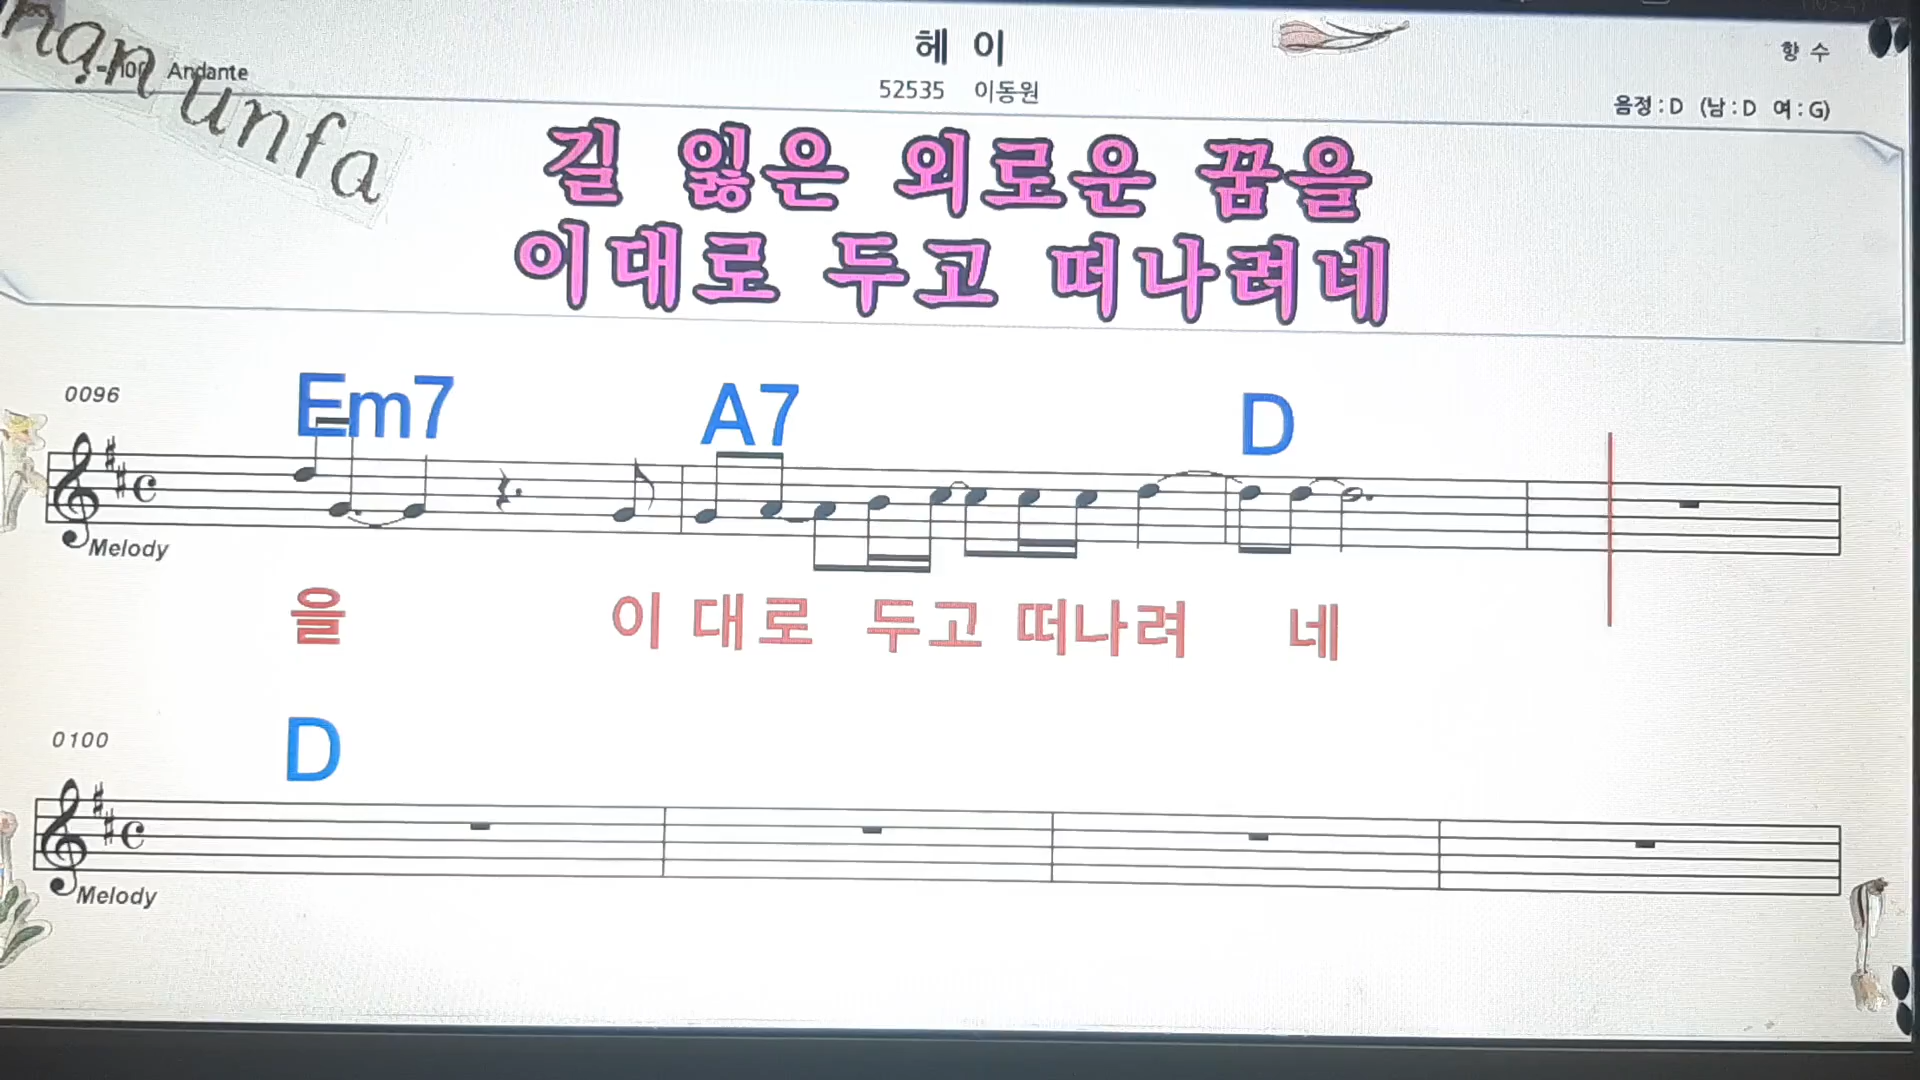 nan unfa
Andante
헤 이
향 수
52535 이동원
음정 : D (남 : D 여 : G)
길 잃은 외로운 꿈을
이대로 두고 떠나려네
0096
Em7 A7 D
Melody
을 이 대로 두고 떠나려 네
0100
D
Melody